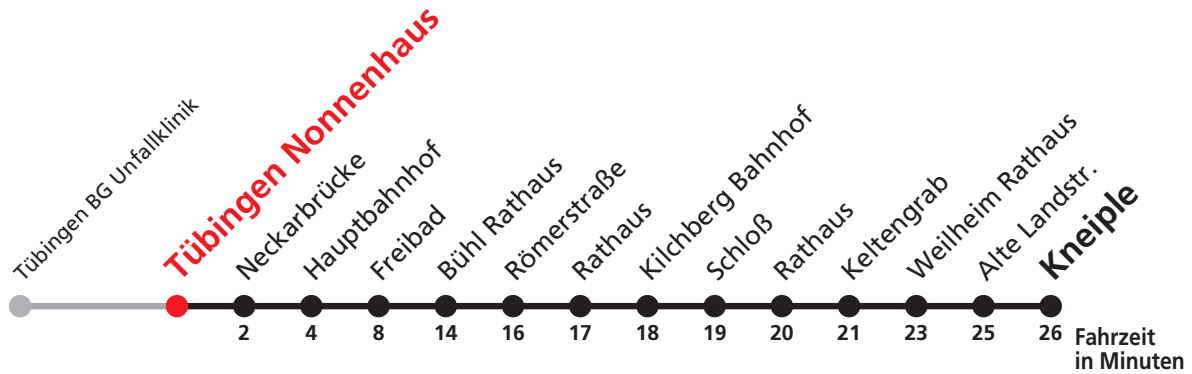 Tübingen BG Unfallklinik
Tübingen Nonnenhaus
Neckarbrücke
Hauptbahnhof
Freibad
Bühl Rathaus
Römerstraße
Rathaus
Kilchberg Bahnhof
Schloß
Rathaus
Keltengrab
Weilheim Rathaus
Alte Landstr.
Kneiple
2 4 8 14 16 17 18 19 20 21 23 25 26
Fahrzeit
in Minuten